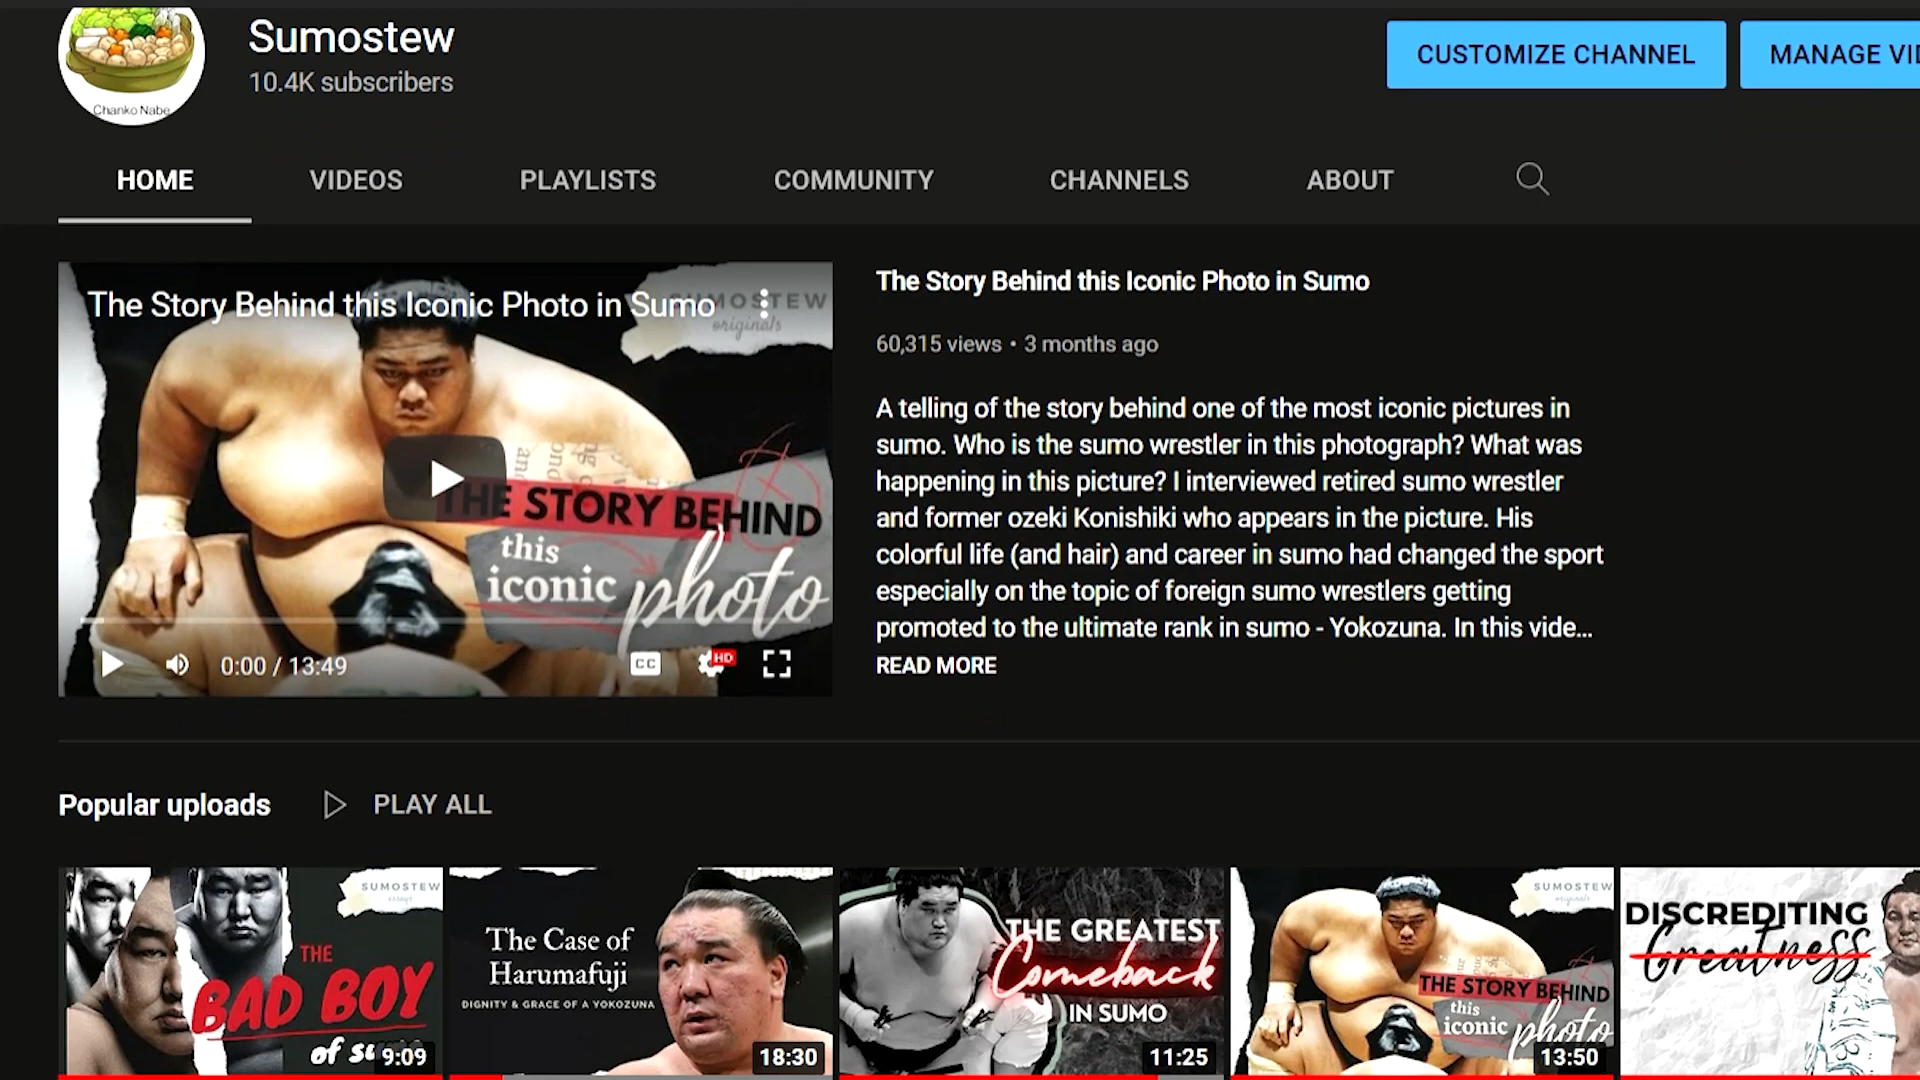 Sumostew
10.4K subscribers
Chanko Nabe
CUSTOMIZE CHANNEL
MANAGE
HOME
VIDEOS
PLAYLISTS
COMMUNITY
CHANNELS
ABOUT
The Story Behind this Iconic Photo in Sumo
originals
THE STORY BEHIND
this
iconic photo
0:00 / 13:49
CC
HD
The Story Behind this Iconic Photo in Sumo
60,315 views • 3 months ago
A telling of the story behind one of the most iconic pictures in
sumo. Who is the sumo wrestler in this photograph? What was
happening in this picture? I interviewed retired sumo wrestler
and former ozeki Konishiki who appears in the picture. His
colorful life (and hair) and career in sumo had changed the sport
especially on the topic of foreign sumo wrestlers getting
promoted to the ultimate rank in sumo - Yokozuna. In this vide...
READ MORE
Popular uploads
PLAY ALL
SUMOSTEW
essays
THE
BAD BOY
of
9:09
The Case of
Harumafuji
DIGNITY & GRACE OF A YOKOZUNA
18:30
THE GREATEST
Comeback
IN SUMO
11:25
SUMOSTEW
originals
THE STORY BEHIND
this
iconic photo
13:50
DISCREDITING
Greatness